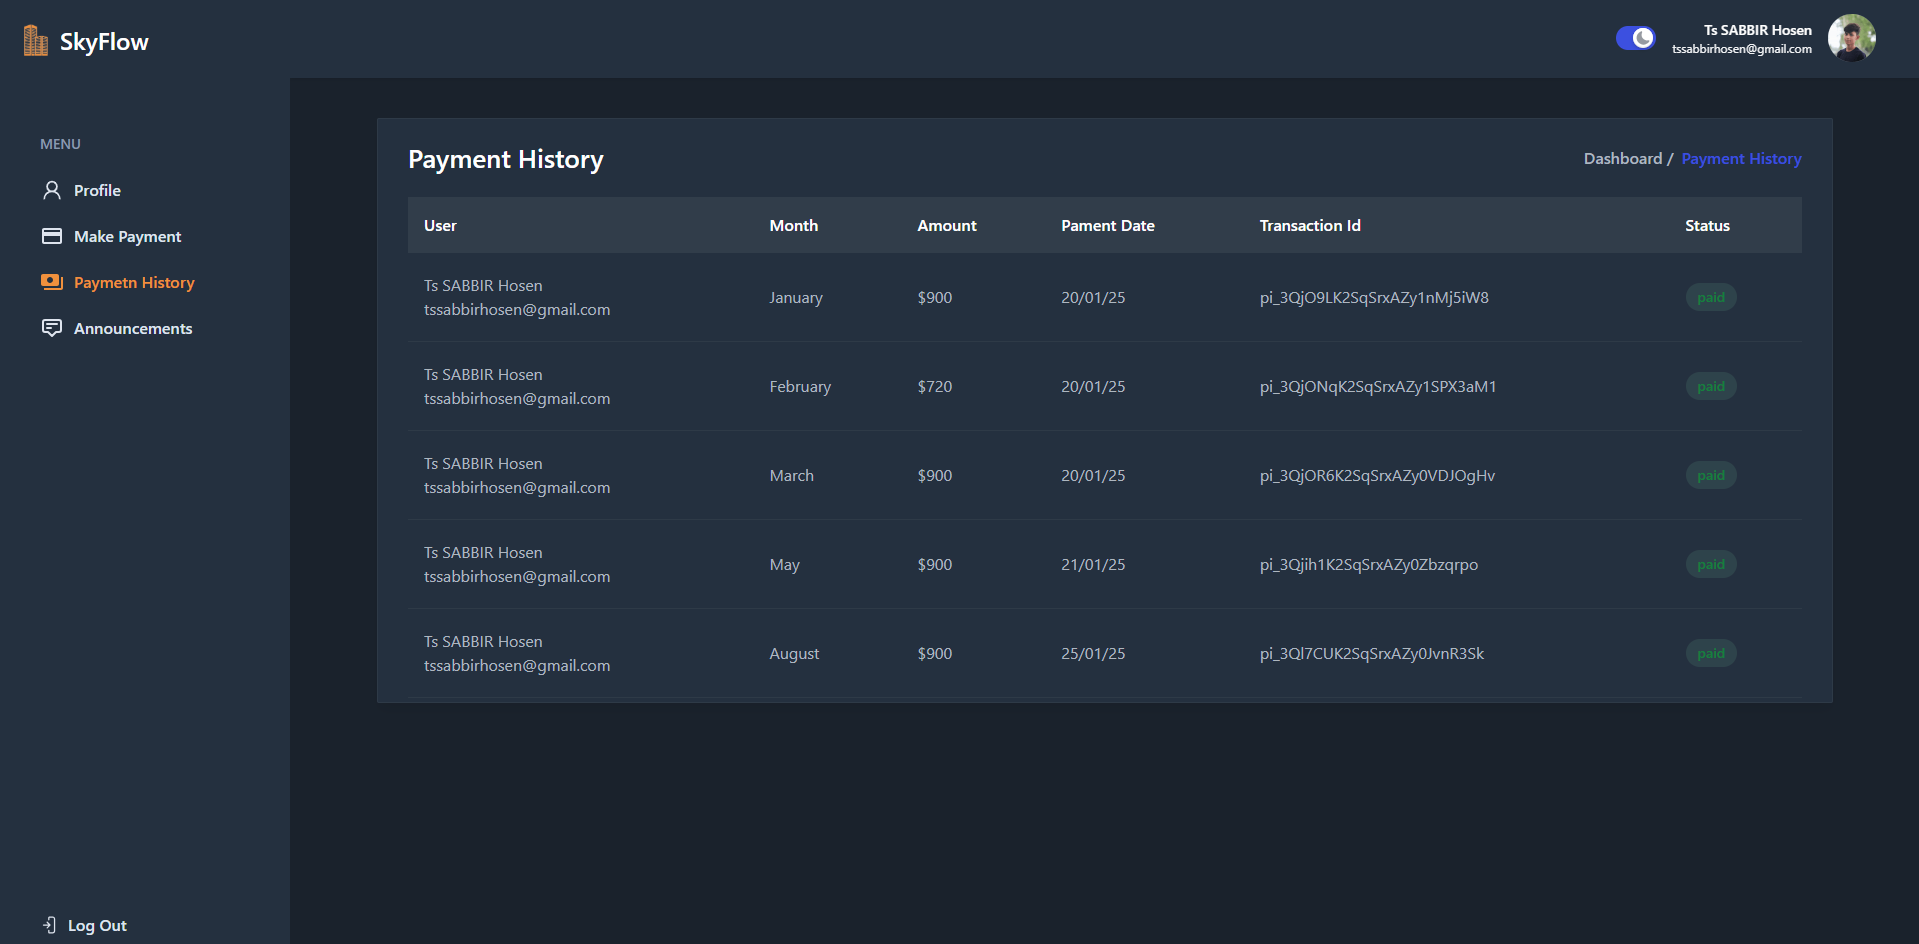 SkyFlow
Ts SABBIR Hosen
tssabbirhosen@gmail.com
MENU
Profile
Make Payment
Paymetn History
Announcements
Log Out
Payment History
Dashboard / Payment History
User Month Amount Pament Date Transaction Id Status
Ts SABBIR Hosen
tssabbirhosen@gmail.com
January $900 20/01/25 pi_3QjO9LK2SqSrxAZy1nMj5iW8 paid
Ts SABBIR Hosen
tssabbirhosen@gmail.com
February $720 20/01/25 pi_3QjONqK2SqSrxAZy1SPX3aM1 paid
Ts SABBIR Hosen
tssabbirhosen@gmail.com
March $900 20/01/25 pi_3QjOR6K2SqSrxAZy0VDJOgHv paid
Ts SABBIR Hosen
tssabbirhosen@gmail.com
May $900 21/01/25 pi_3Qjih1K2SqSrxAZy0Zbzqrpo paid
Ts SABBIR Hosen
tssabbirhosen@gmail.com
August $900 25/01/25 pi_3Ql7CUK2SqSrxAZy0JvnR3Sk paid